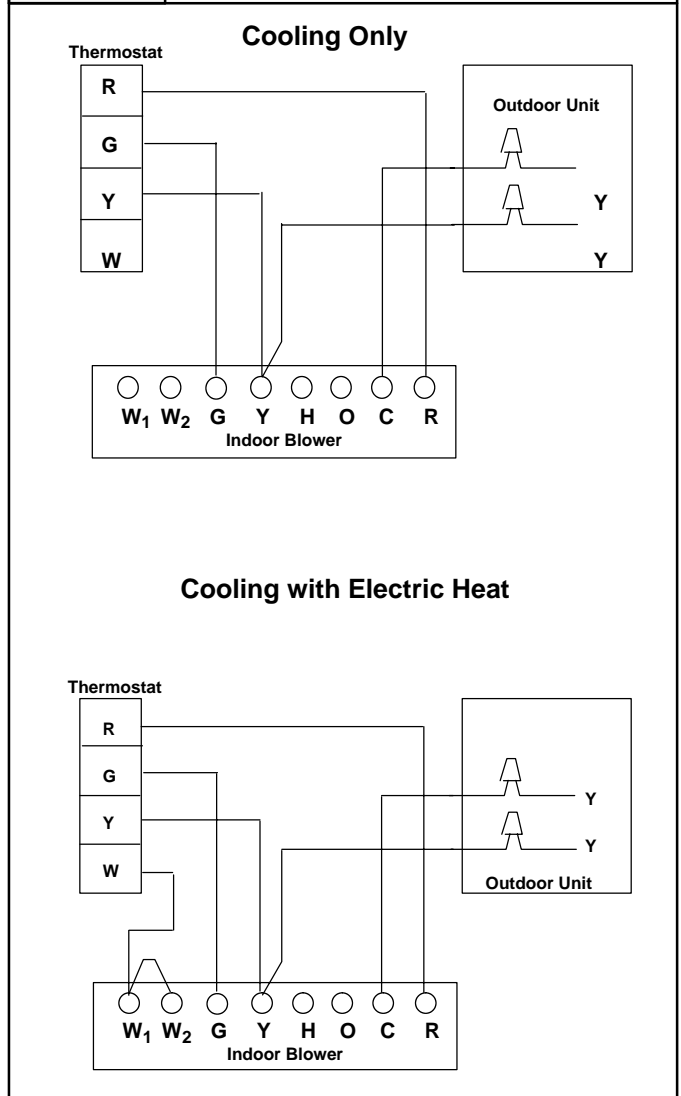 Cooling Only
Thermostat
R
G
Y
W
Outdoor Unit
Y
Y
W1 W2 G Y H O C R
Indoor Blower
Cooling with Electric Heat
Thermostat
R
G
Y
W
Y
Y
Outdoor Unit
W1 W2 G Y H O C R
Indoor Blower